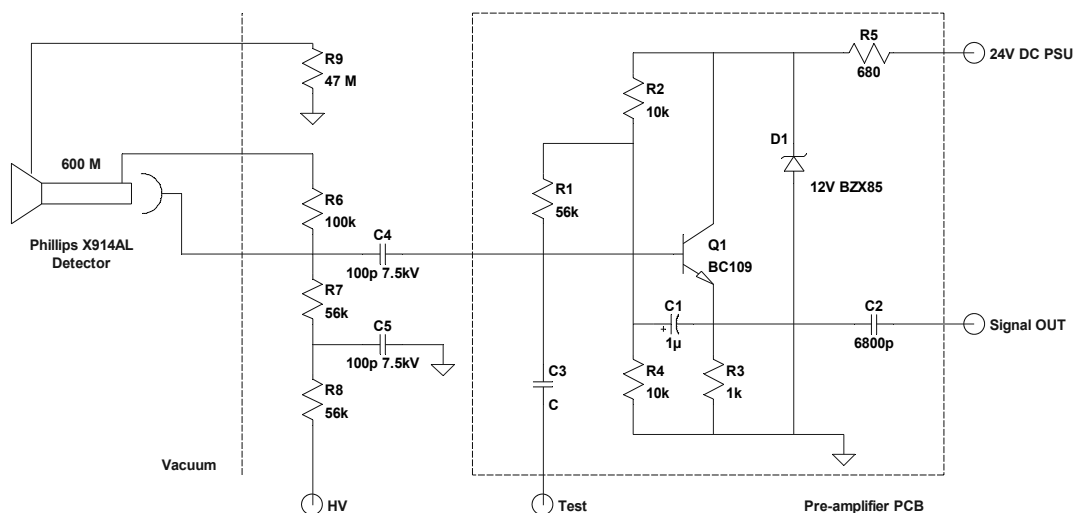 R5
680
24V DC PSU
R9
47 M
R2
10k
D1
12V BZX85
600 M
R1
56k
R6
100k
Phillips X914AL
Detector
Q1
BC109
C4
100p 7.5kV
R7
56k
C1
+
1µ
C2
6800p
Signal OUT
C5
100p 7.5kV
R8
56k
C3
C
R4
10k
R3
1k
Vacuum
HV
Test
Pre-amplifier PCB